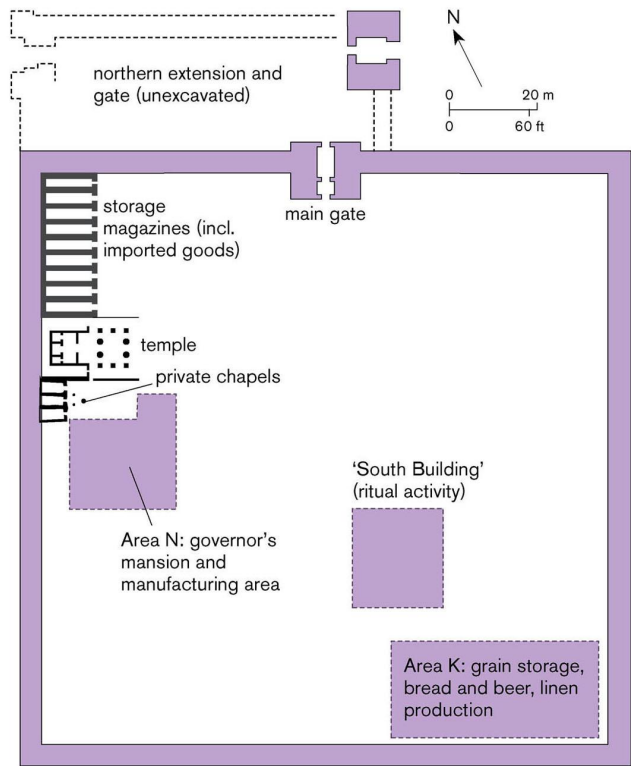 N
northern extension and
gate (unexcavated)
0 20 m
0 60 ft
storage
magazines (incl.
imported goods)
main gate
temple
private chapels
‘South Building’
(ritual activity)
Area N: governor’s
mansion and
manufacturing area
Area K: grain storage,
bread and beer, linen
production